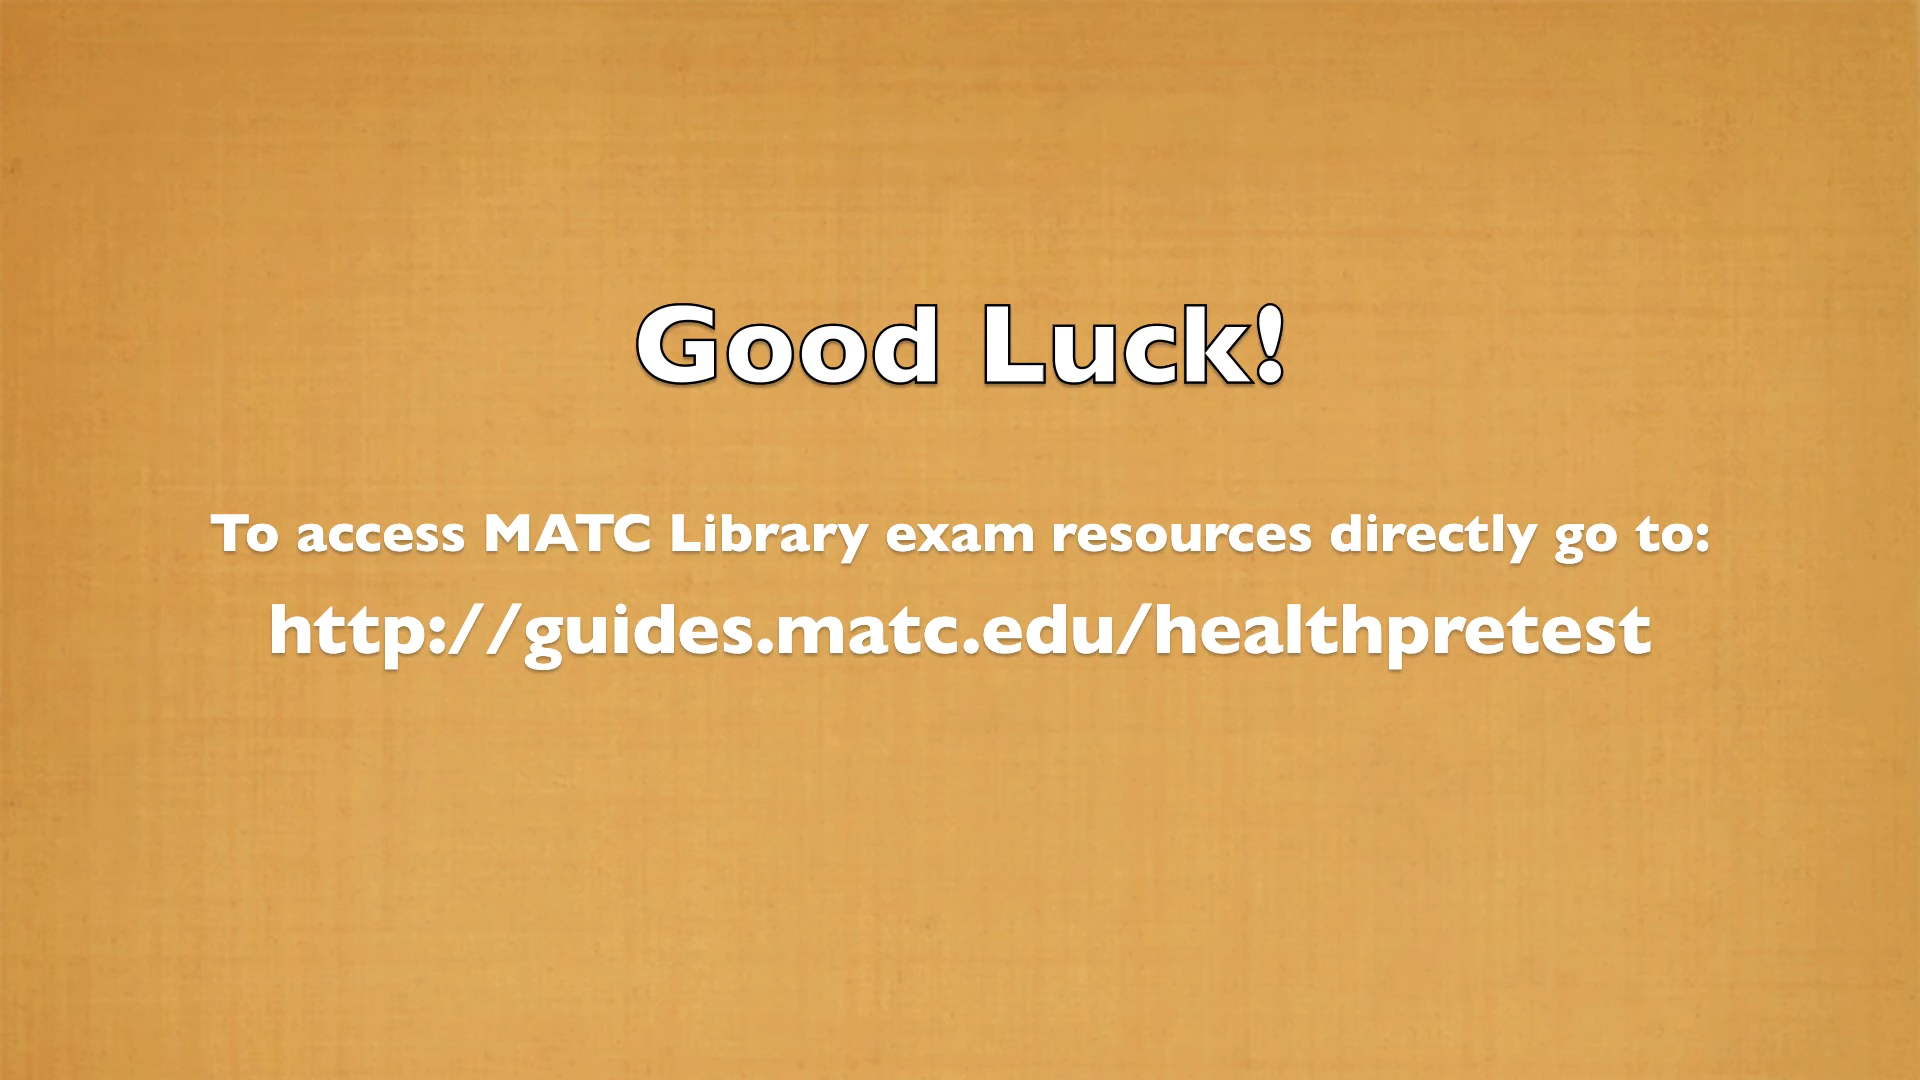 Good Luck!
To access MATC Library exam resources directly go to:
http://guides.matc.edu/healthpretest